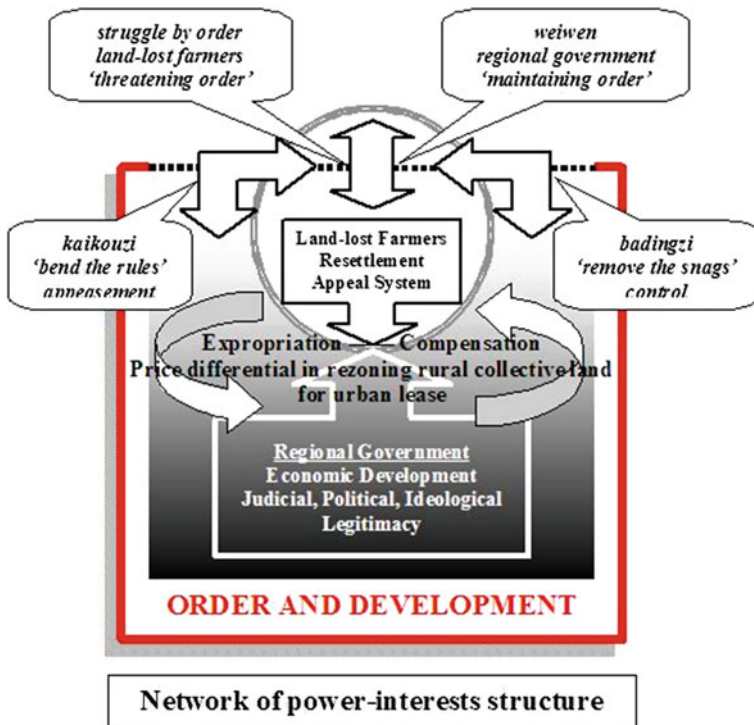 struggle by order
land-lost farmers
‘threatening order’
weiwen
regional government
‘maintaining order’
kaikouzi
‘bend the rules’
appeasement
Land-lost Farmers
Resettlement
Appeal System
badingzi
‘remove the snags’
control
Expropriation —— Compensation
Price differential in rezoning rural collective land
for urban lease
Regional Government
Economic Development
Judicial, Political, Ideological
Legitimacy
ORDER AND DEVELOPMENT
Network of power-interests structure